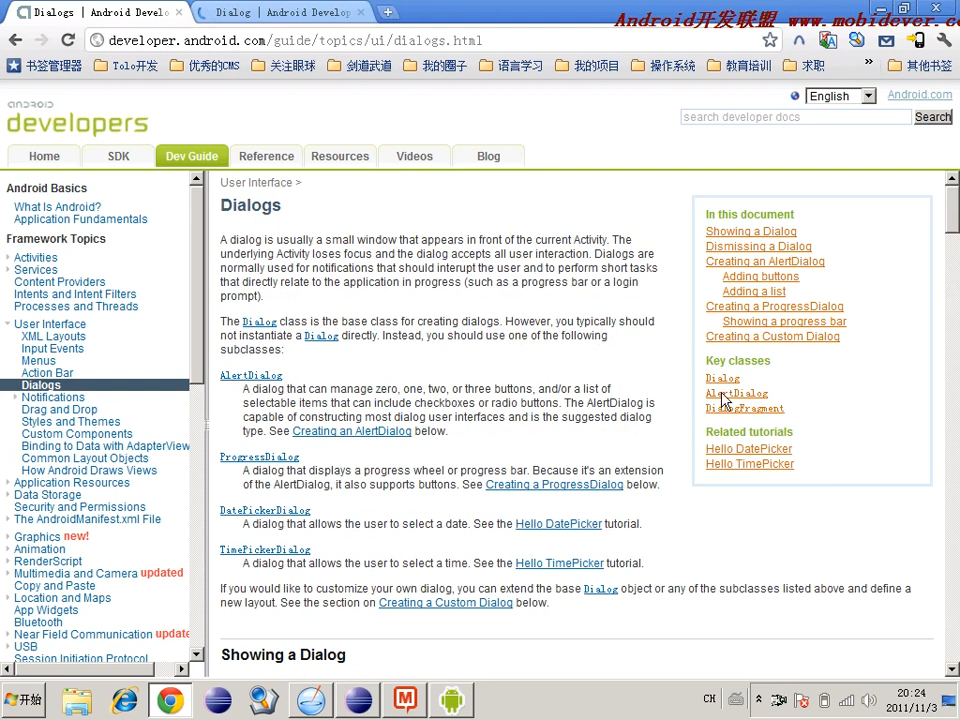 Dialogs | Android Develo
Dialog | Android Develop
Android开发联盟 www.mobidever.co
developer.android.com/guide/topics/ui/dialogs.html
书签管理器 Tolo开发 优秀的CMS 关注眼球 剑道武道 我的圈子 语言学习 我的项目 操作系统 教育培训 求职 » 其他书签
English Android.com
android
developers
search developer docs Search
Home SDK Dev Guide Reference Resources Videos Blog
Android Basics
What Is Android?
Application Fundamentals
Framework Topics
Activities
Services
Content Providers
Intents and Intent Filters
Processes and Threads
User Interface
XML Layouts
Input Events
Menus
Action Bar
Dialogs
Notifications
Drag and Drop
Styles and Themes
Custom Components
Binding to Data with AdapterView
Common Layout Objects
How Android Draws Views
Application Resources
Data Storage
Security and Permissions
The AndroidManifest.xml File
Graphics new!
Animation
RenderScript
Multimedia and Camera updated
Copy and Paste
Location and Maps
App Widgets
Bluetooth
Near Field Communication update
USB
Session Initiation Protocol
User Interface >
Dialogs
A dialog is usually a small window that appears in front of the current Activity. The
underlying Activity loses focus and the dialog accepts all user interaction. Dialogs are
normally used for notifications that should interupt the user and to perform short tasks
that directly relate to the application in progress (such as a progress bar or a login
prompt).
The Dialog class is the base class for creating dialogs. However, you typically should
not instantiate a Dialog directly. Instead, you should use one of the following
subclasses:
AlertDialog
A dialog that can manage zero, one, two, or three buttons, and/or a list of
selectable items that can include checkboxes or radio buttons. The AlertDialog is
capable of constructing most dialog user interfaces and is the suggested dialog
type. See Creating an AlertDialog below.
ProgressDialog
A dialog that displays a progress wheel or progress bar. Because it's an extension
of the AlertDialog, it also supports buttons. See Creating a ProgressDialog below.
DatePickerDialog
A dialog that allows the user to select a date. See the Hello DatePicker tutorial.
TimePickerDialog
A dialog that allows the user to select a time. See the Hello TimePicker tutorial.
If you would like to customize your own dialog, you can extend the base Dialog object or any of the subclasses listed above and define a
new layout. See the section on Creating a Custom Dialog below.
Showing a Dialog
In this document
Showing a Dialog
Dismissing a Dialog
Creating an AlertDialog
Adding buttons
Adding a list
Creating a ProgressDialog
Showing a progress bar
Creating a Custom Dialog
Key classes
Dialog
AlertDialog
DialogFragment
Related tutorials
Hello DatePicker
Hello TimePicker
开始
CH
20:24
2011/11/3